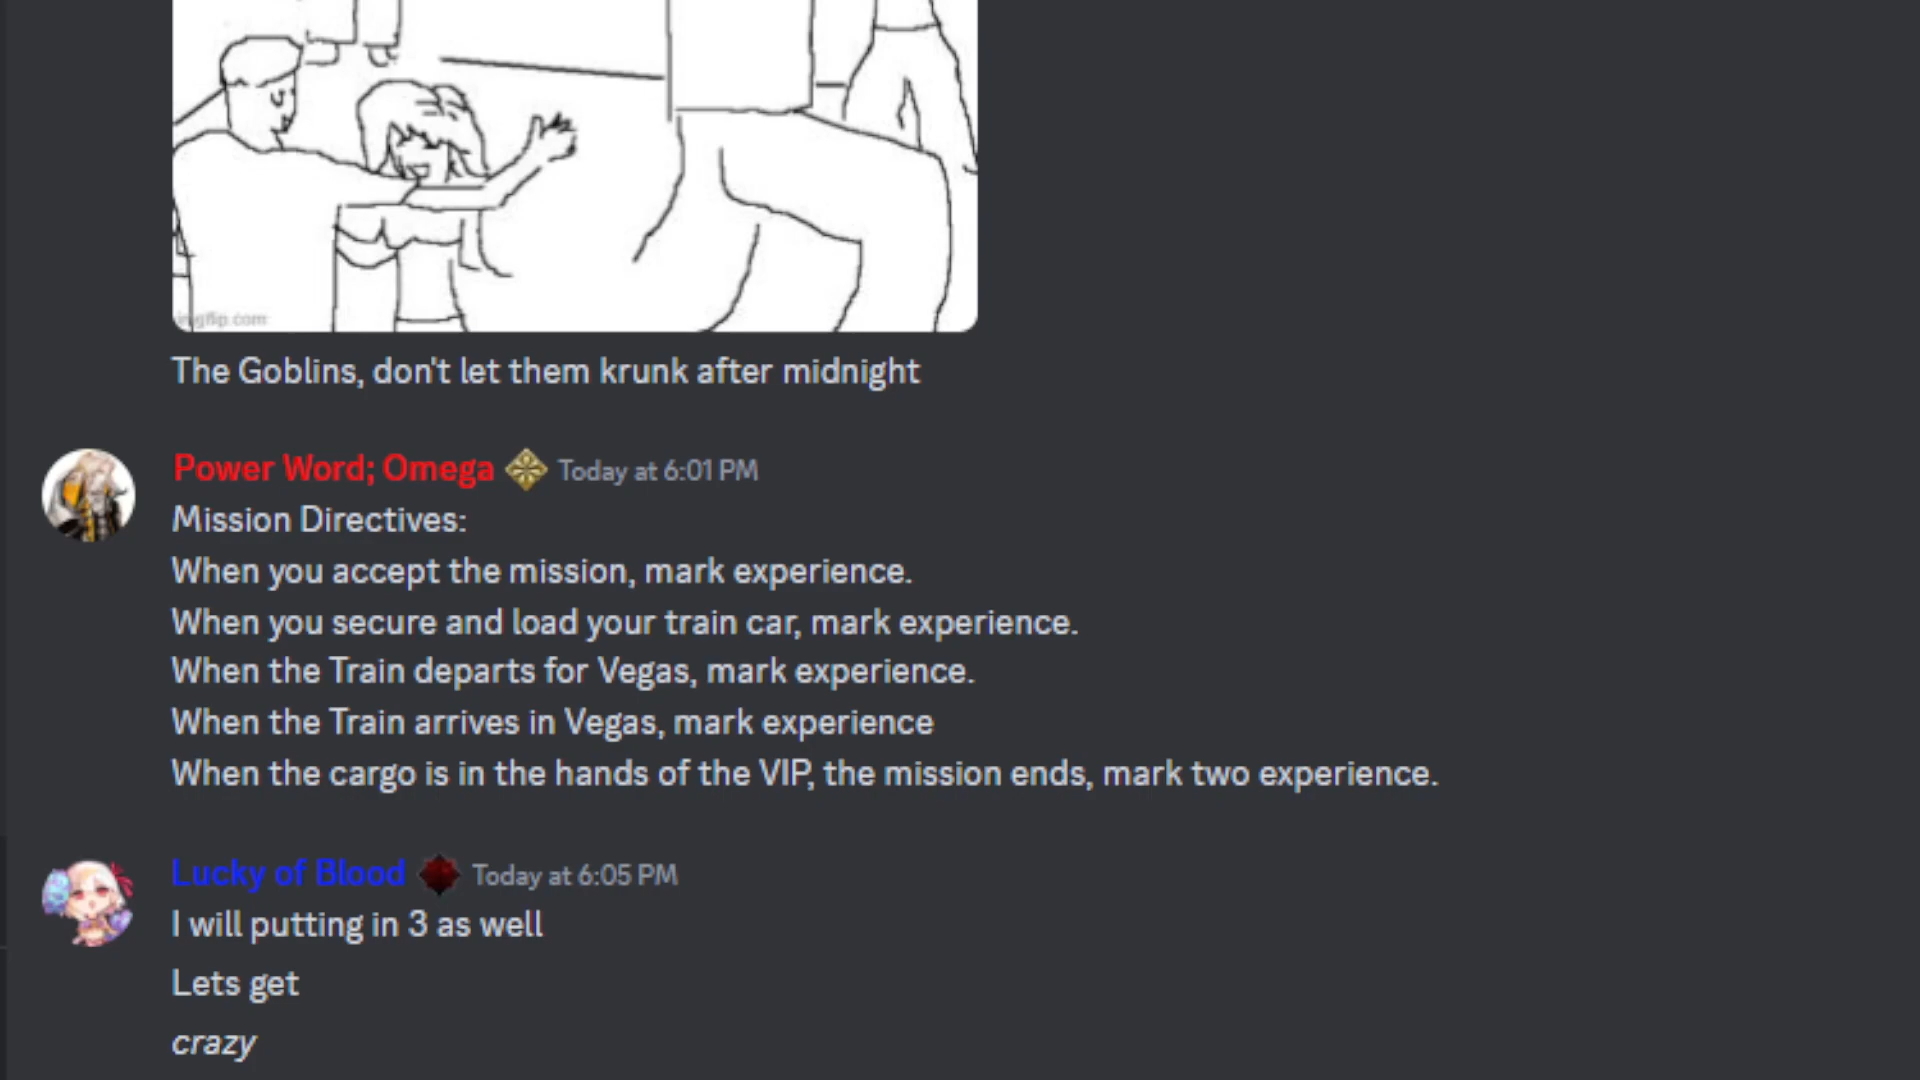 imgflip.com
The Goblins, don't let them krunk after midnight
Power Word; Omega Today at 6:01 PM
Mission Directives:
When you accept the mission, mark experience.
When you secure and load your train car, mark experience.
When the Train departs for Vegas, mark experience.
When the Train arrives in Vegas, mark experience
When the cargo is in the hands of the VIP, the mission ends, mark two experience.
Lucky of Blood Today at 6:05 PM
I will putting in 3 as well
Lets get
crazy